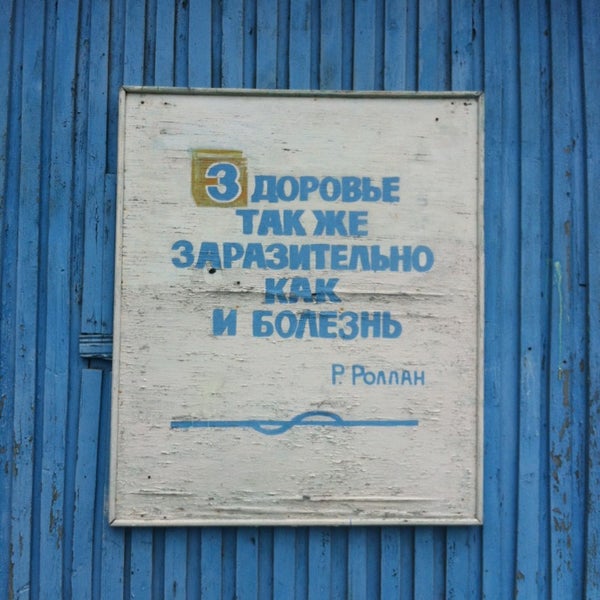 ЗДОРОВЬЕ
ТАК ЖЕ
ЗАРАЗИТЕЛЬНО
КАК
И БОЛЕЗНЬ
Р. РОЛЛАН